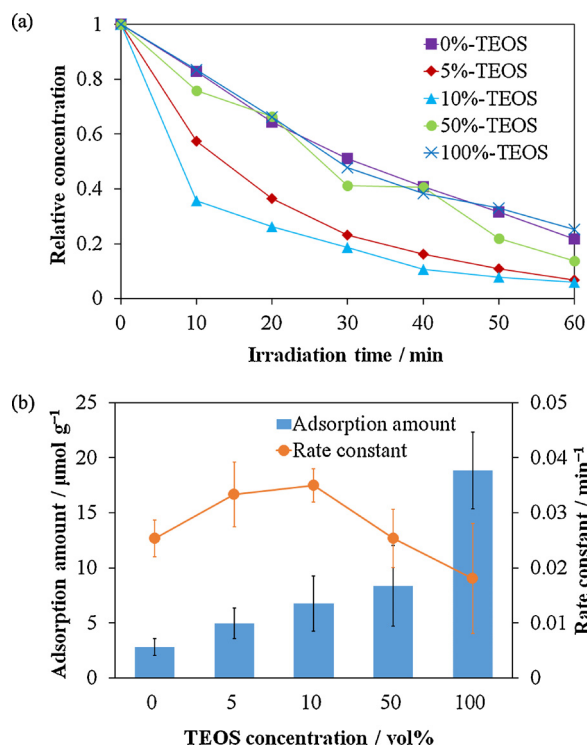 (a)
1
0.8
0.6
0.4
0.2
0
Relative concentration
0%-TEOS
5%-TEOS
10%-TEOS
50%-TEOS
100%-TEOS
0 10 20 30 40 50 60
Irradiation time / min
(b)
25
20
15
10
5
0
Adsorption amount / µmol g⁻¹
Adsorption amount
Rate constant
0.05
0.04
0.03
0.02
0.01
0
Rate constant / min⁻¹
0 5 10 50 100
TEOS concentration / vol%